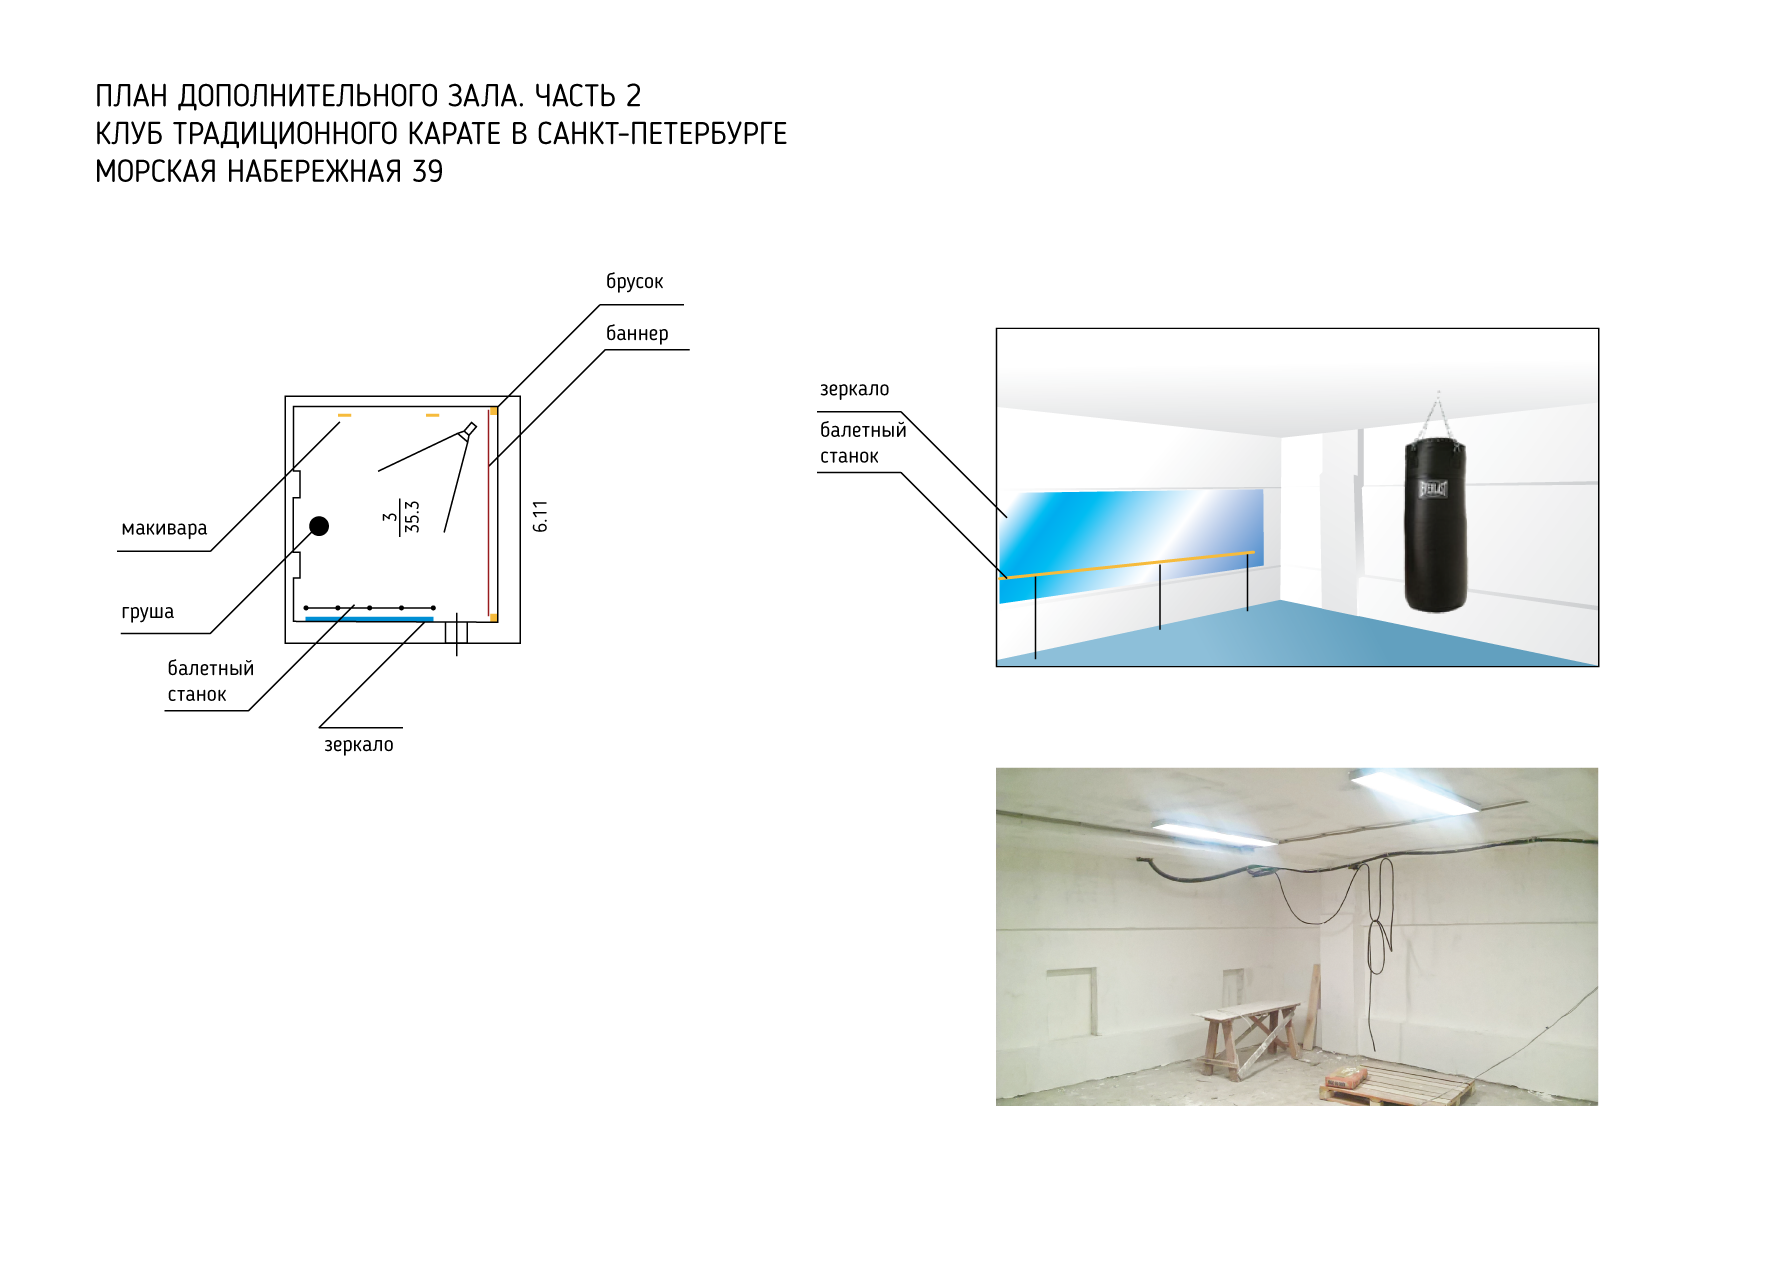 ПЛАН ДОПОЛНИТЕЛЬНОГО ЗАЛА. ЧАСТЬ 2
КЛУБ ТРАДИЦИОННОГО КАРАТЕ В САНКТ-ПЕТЕРБУРГЕ
МОРСКАЯ НАБЕРЕЖНАЯ 39
брусок
баннер
макивара
груша
балетный
станок
зеркало
3
35.3
6.11
зеркало
балетный
станок
EVERLAST